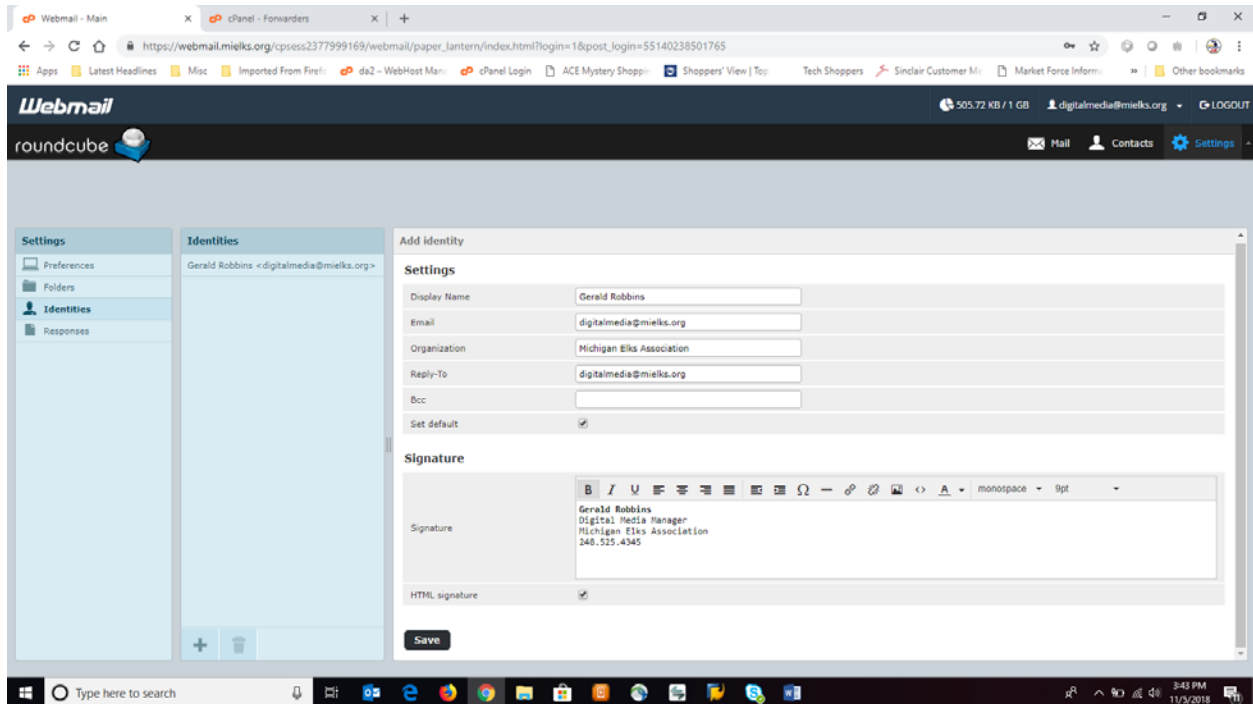 Webmail - Main
cPanel - Forwarders
https://webmail.mielks.org/cpsess2377999169/webmail/paper_lantern/index.html?login=1&post_login=55140238501765
Apps Latest Headlines Misc Imported From Firefo da2 - WebHost Man cPanel Login ACE Mystery Shoppin Shoppers' View | Top Tech Shoppers Sinclair Customer Me Market Force Inform » Other bookmarks
Webmail 505.72 KB / 1 GB digitalmedia@mielks.org LOGOUT
roundcube Mail Contacts Settings
Settings
Preferences
Folders
Identities
Responses
Identities
Gerald Robbins <digitalmedia@mielks.org>
Add identity
Settings
Display Name Gerald Robbins
Email digitalmedia@mielks.org
Organization Michigan Elks Association
Reply-To digitalmedia@mielks.org
Bcc
Set default
Signature
B I U Ω A monospace 9pt
Signature
Gerald Robbins
Digital Media Manager
Michigan Elks Association
248.525.4345
HTML signature
Save
Type here to search
3:43 PM
11/5/2018